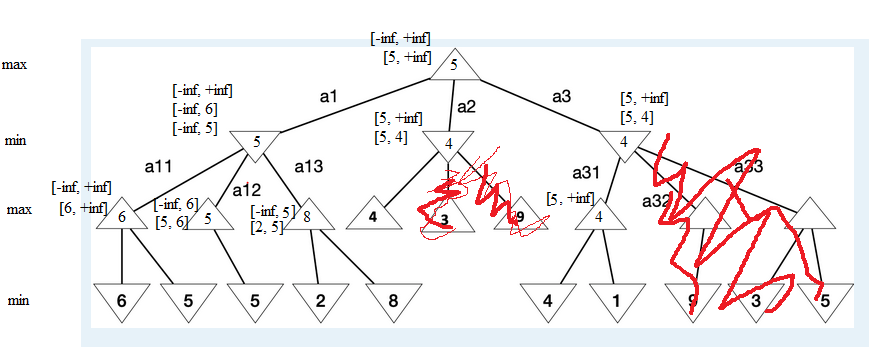 [-inf, +inf]
[5, +inf]
max
5
a1
a2
a3
[-inf, +inf]
[-inf, 6]
[-inf, 5]
[5, +inf]
[5, 4]
[5, +inf]
[5, 4]
min
5
4
4
a11
a12
a13
a31
a32
a33
[-inf, +inf]
[6, +inf]
[-inf, 6]
[5, 6]
[-inf, 5]
[2, 5]
[5, +inf]
max
6
5
8
4
3
9
4
min
6
5
5
2
8
4
1
9
3
5